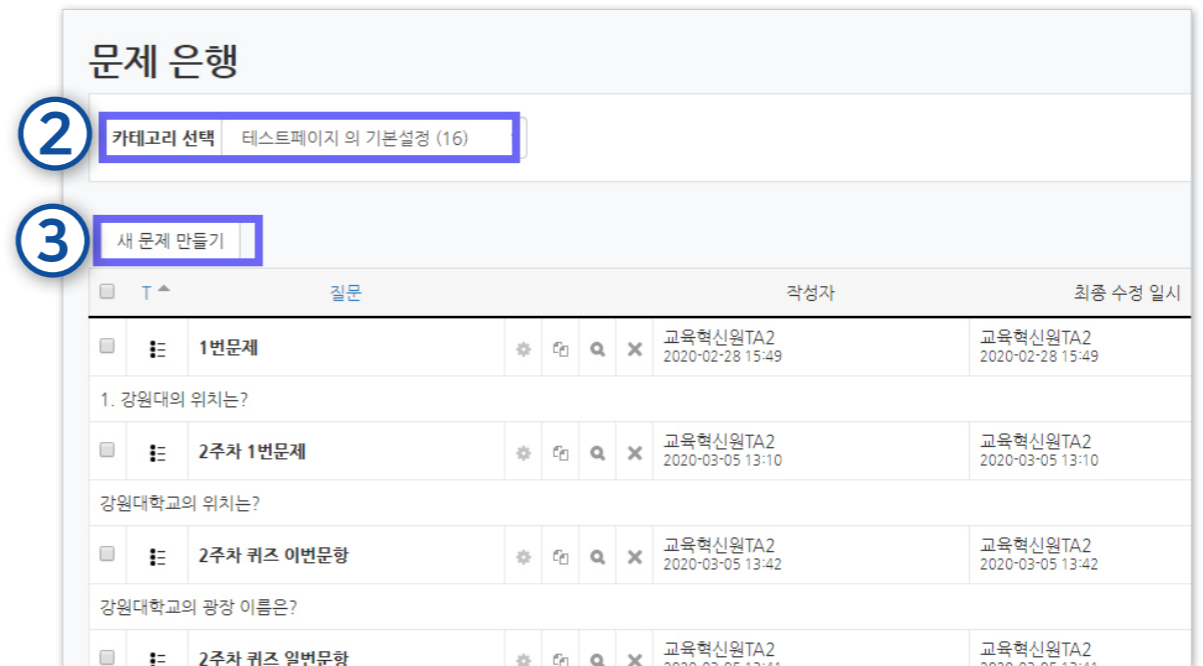 문제 은행
② 카테고리 선택 테스트페이지 의 기본설정 (16)
③ 새 문제 만들기
T 질문 작성자 최종 수정 일시
1번문제 교육혁신원TA2 교육혁신원TA2
2020-02-28 15:49 2020-02-28 15:49
1. 강원대의 위치는?
2주차 1번문제 교육혁신원TA2 교육혁신원TA2
2020-03-05 13:10 2020-03-05 13:10
강원대학교의 위치는?
2주차 퀴즈 이번문항 교육혁신원TA2 교육혁신원TA2
2020-03-05 13:42 2020-03-05 13:42
강원대학교의 광장 이름은?
2주차 퀴즈 일번문항 교육혁신원TA2 교육혁신원TA2